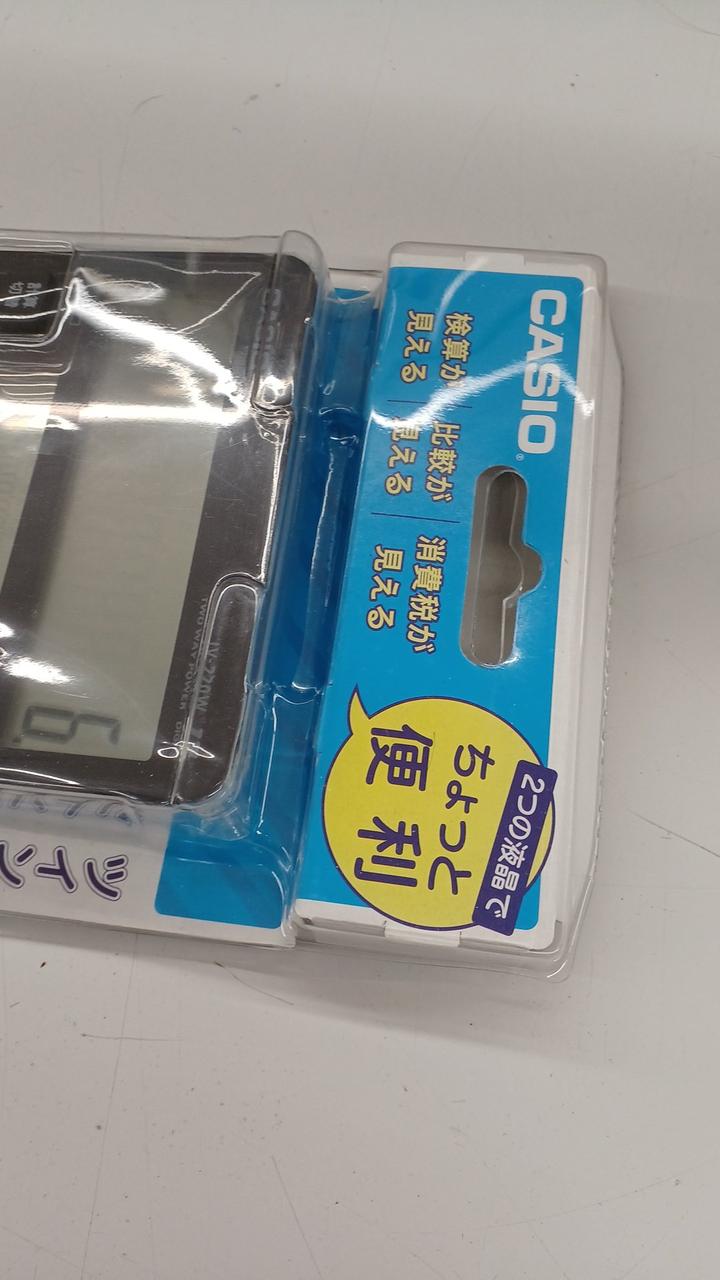 CASIO
検算が
見える
比較が
見える
消費税が
見える
2つの液晶で
ちょっと
便利
CASIO
TWO WAY POWER
6.
ツイン